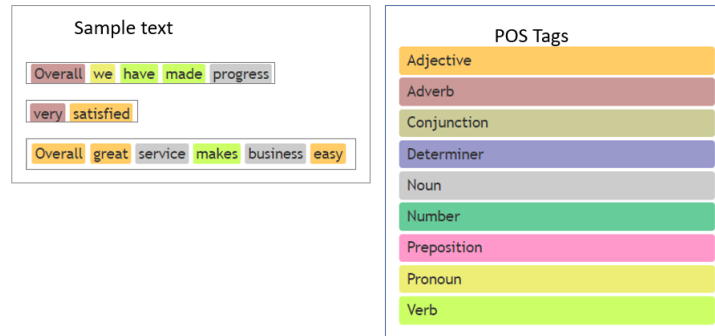 Sample text
Overall we have made progress
very satisfied
Overall great service makes business easy
POS Tags
Adjective
Adverb
Conjunction
Determiner
Noun
Number
Preposition
Pronoun
Verb